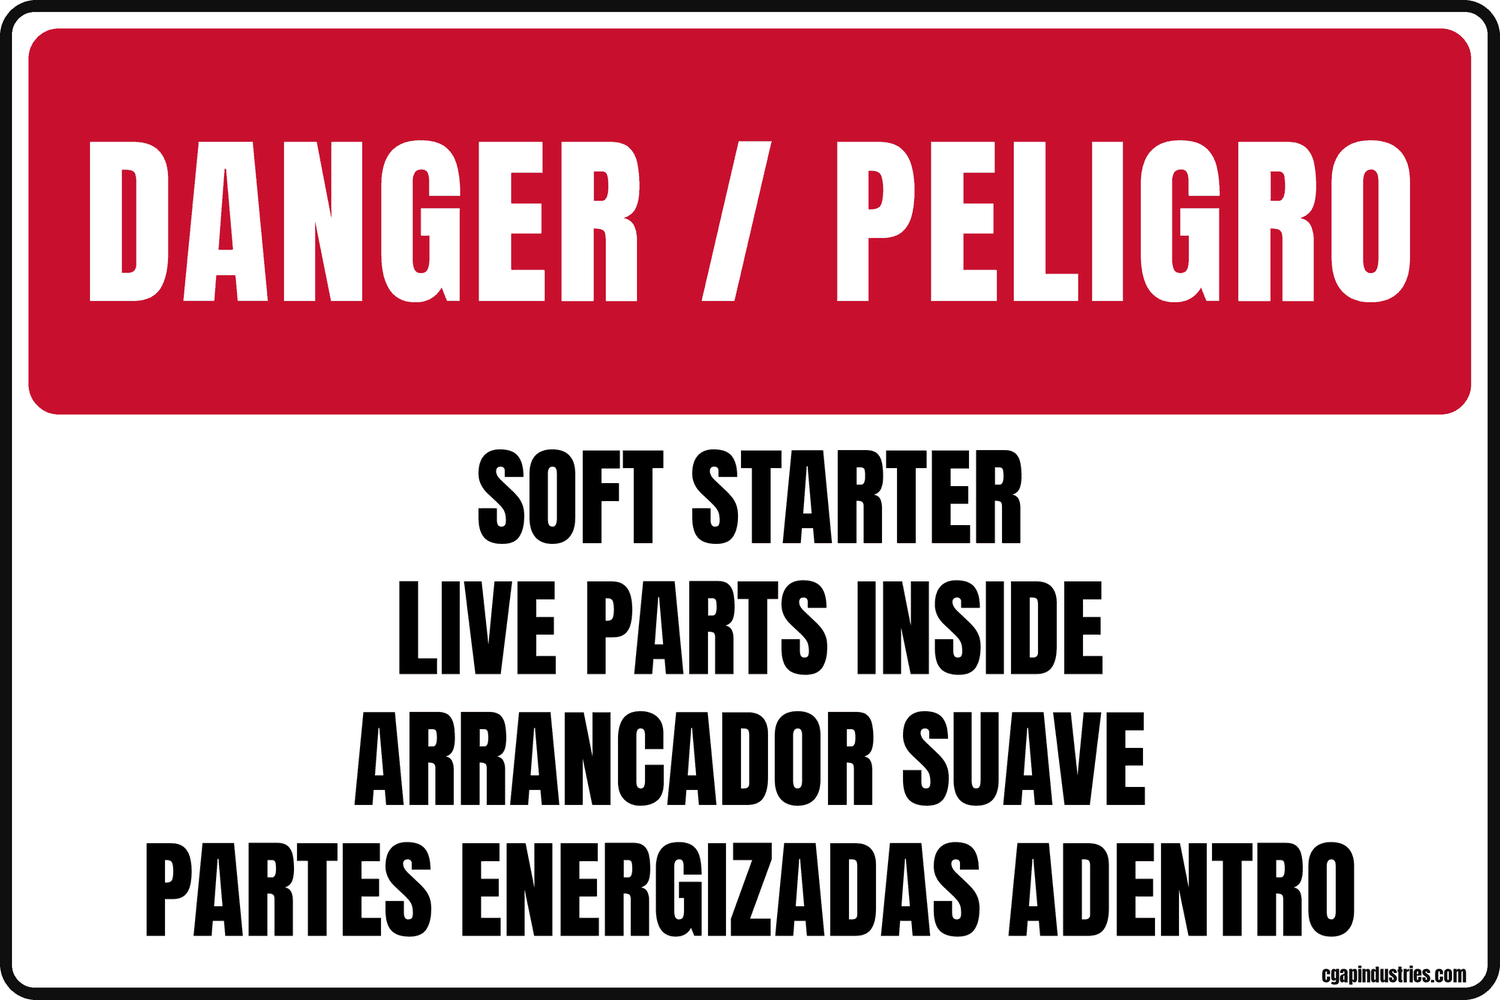 DANGER / PELIGRO
SOFT STARTER
LIVE PARTS INSIDE
ARRANCADOR SUAVE
PARTES ENERGIZADAS ADENTRO
cgapindustries.com